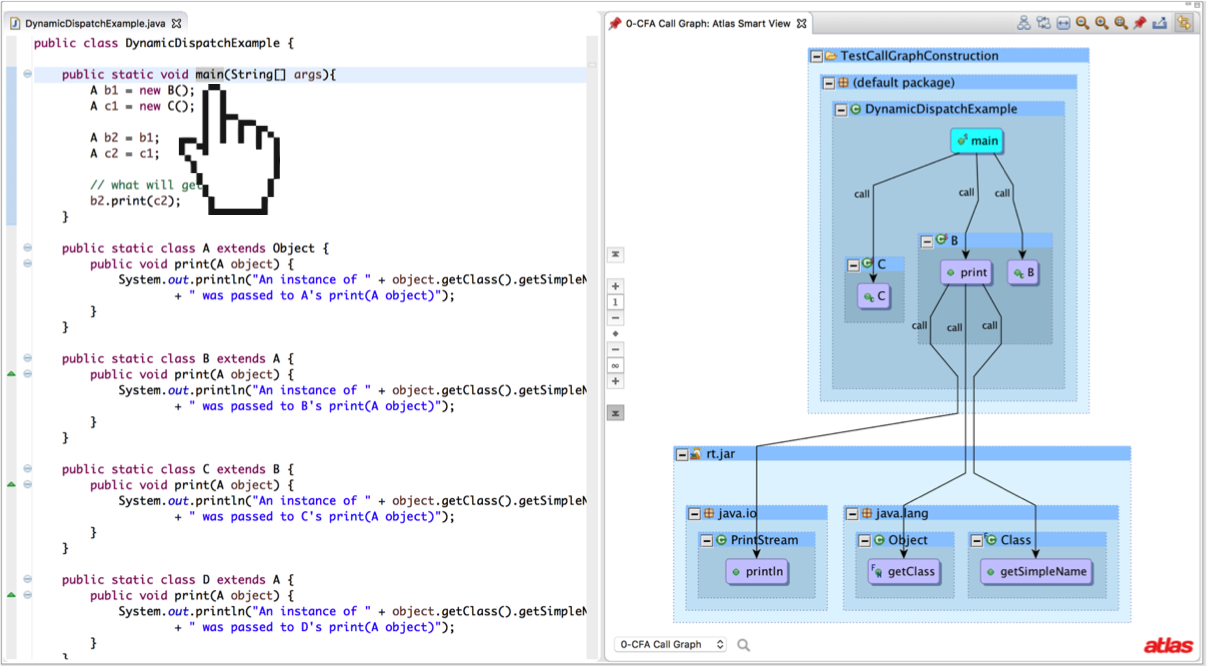 DynamicDispatchExample.java
public class DynamicDispatchExample {
public static void main(String[] args){
A b1 = new B();
A c1 = new C();
A b2 = b1;
A c2 = c1;
// what will
b2.print(c2);
}
public static class A extends Object {
public void print(A object) {
System.out.println("An instance of " + object.getClass().getSimpleN
+ " was passed to A's print(A object)");
}
}
public static class B extends A {
public void print(A object) {
System.out.println("An instance of " + object.getClass().getSimpleN
+ " was passed to B's print(A object)");
}
}
public static class C extends B {
public void print(A object) {
System.out.println("An instance of " + object.getClass().getSimpleN
+ " was passed to C's print(A object)");
}
}
public static class D extends A {
public void print(A object) {
System.out.println("An instance of " + object.getClass().getSimpleN
+ " was passed to D's print(A object)");
}
0-CFA Call Graph: Atlas Smart View
TestCallGraphConstruction
(default package)
DynamicDispatchExample
main
call
call
call
B
C
print
B
C
call
call
call
1
∞
rt.jar
java.io
java.lang
PrintStream
Object
Class
println
getClass
getSimpleName
0-CFA Call Graph
atlas